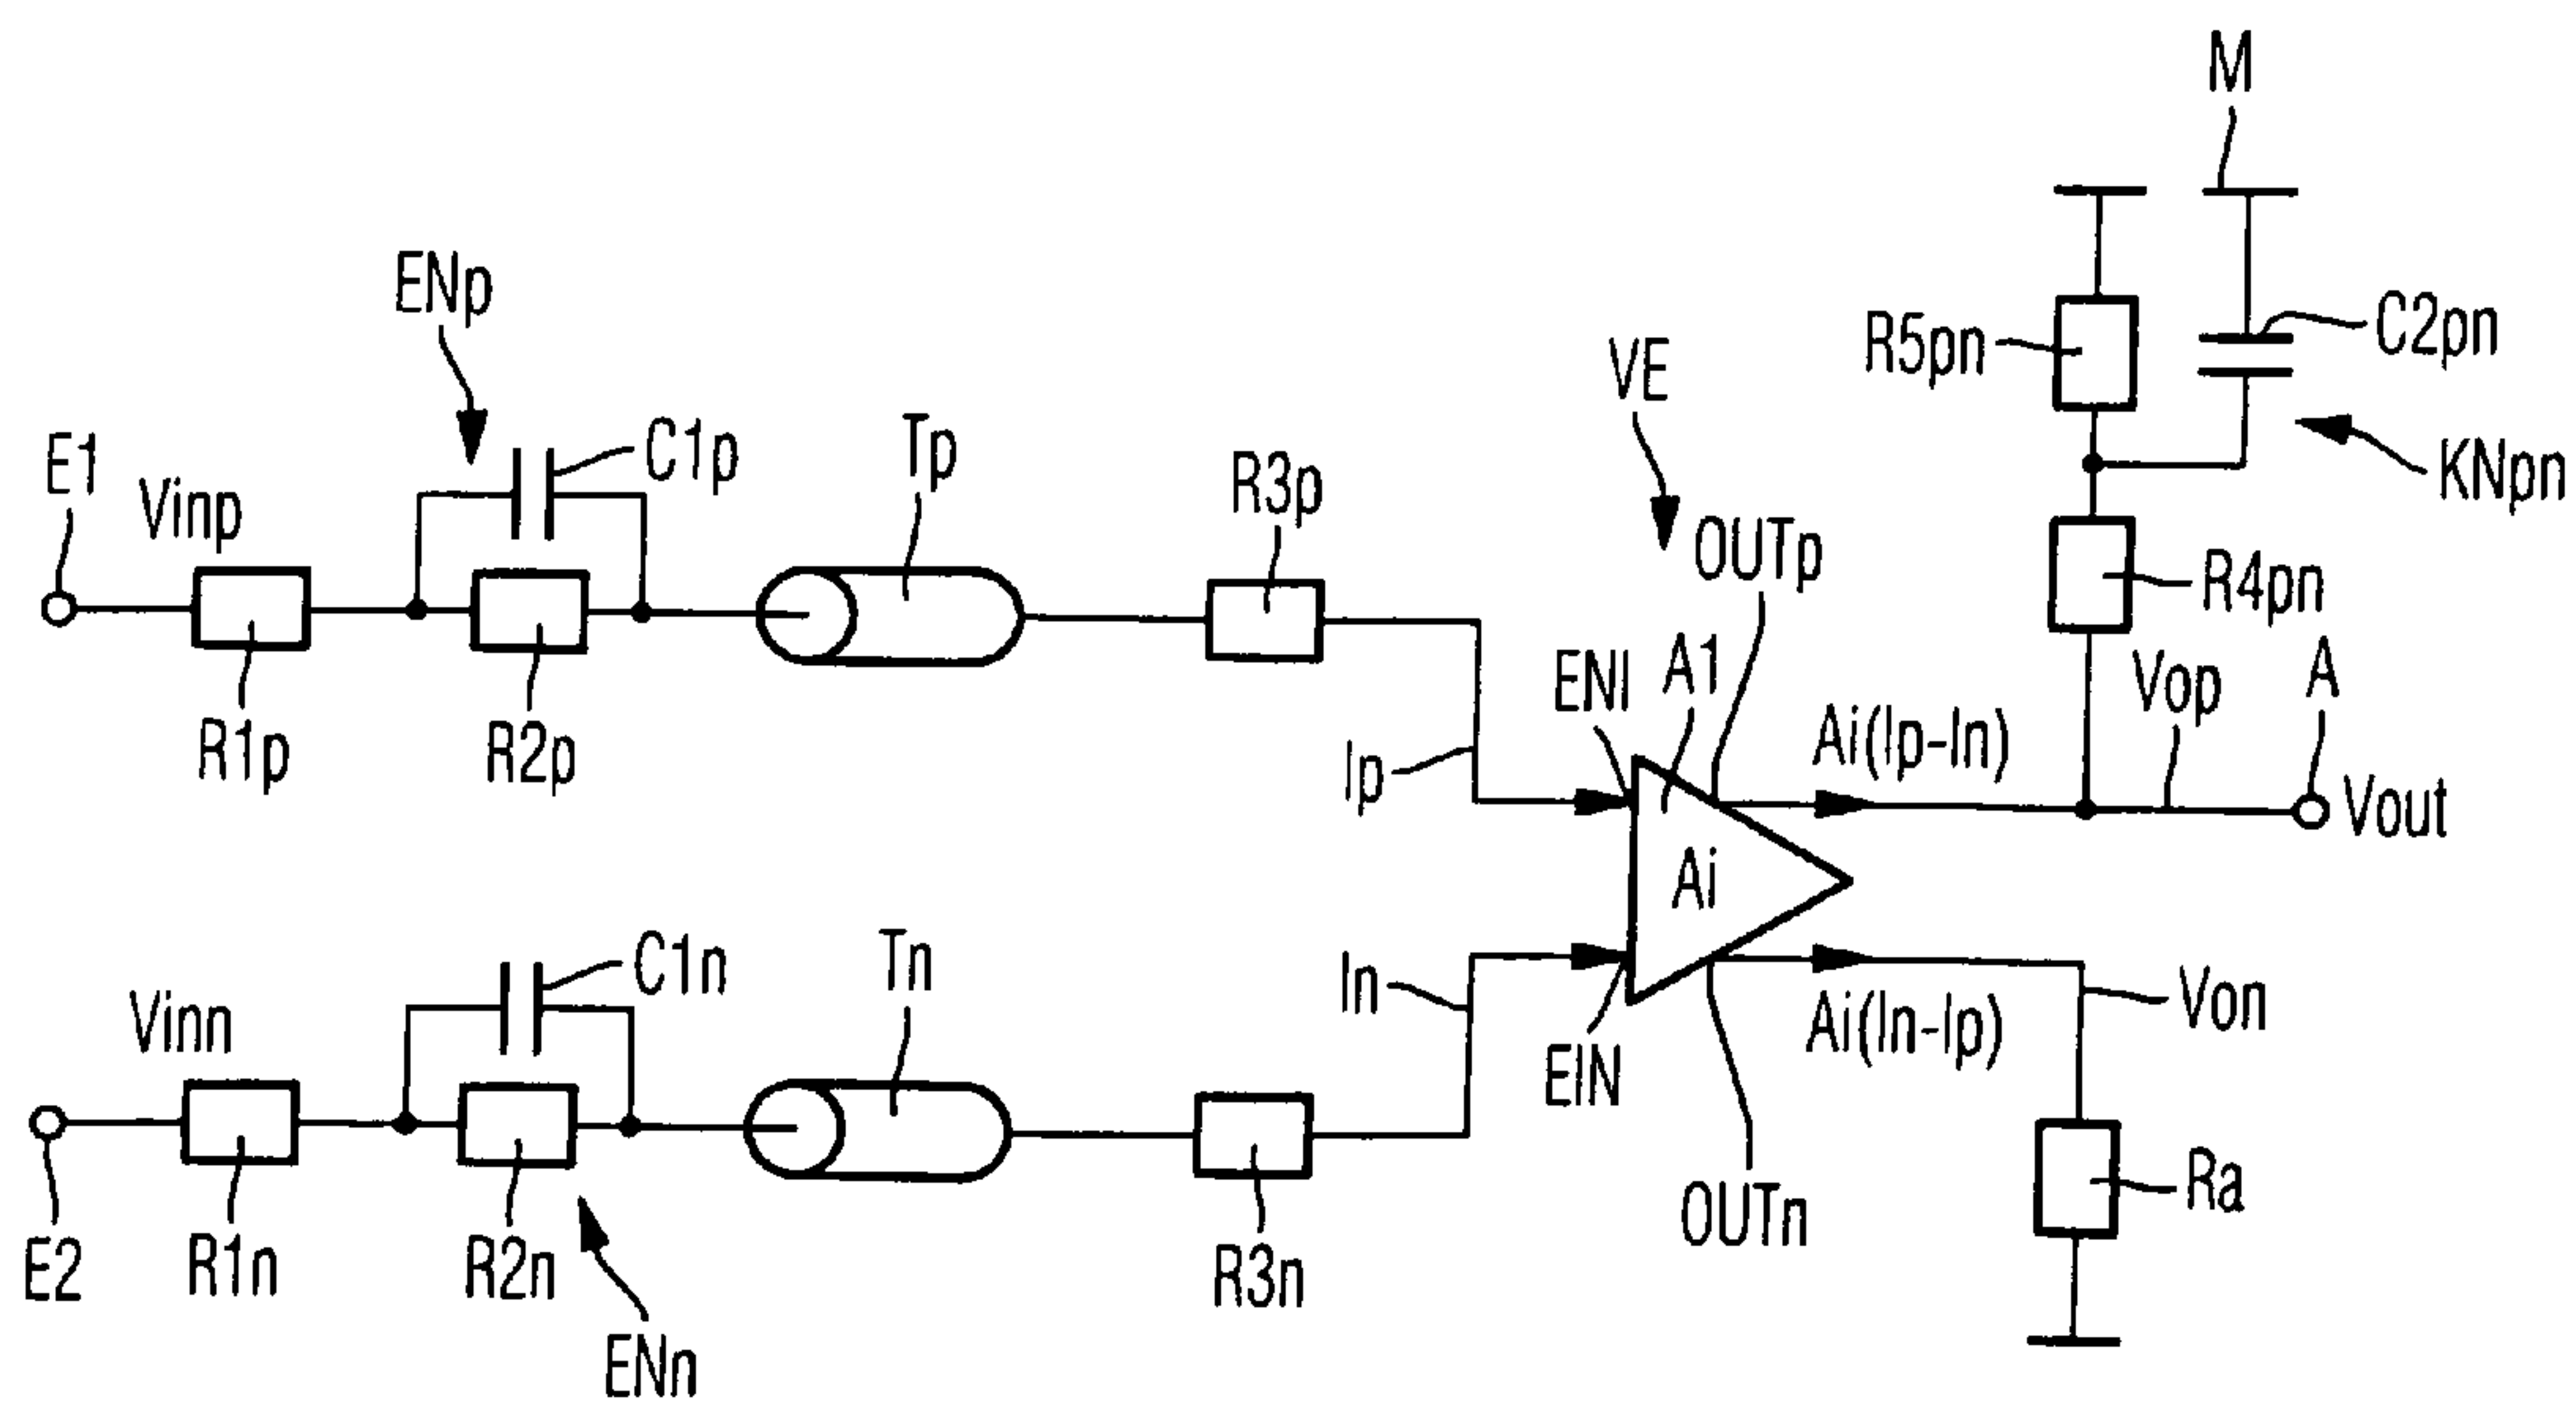 M
ENp
C1p
Tp
R3p
VE
OUTp
R5pn
C2pn
KNpn
R4pn
E1
Vinp
R1p
R2p
Ip
ENI
A1
Ai(Ip-In)
Vop
A
Vout
Ai
Vinn
C1n
Tn
In
EIN
Ai(In-Ip)
Von
E2
R1n
R2n
ENn
R3n
OUTn
Ra